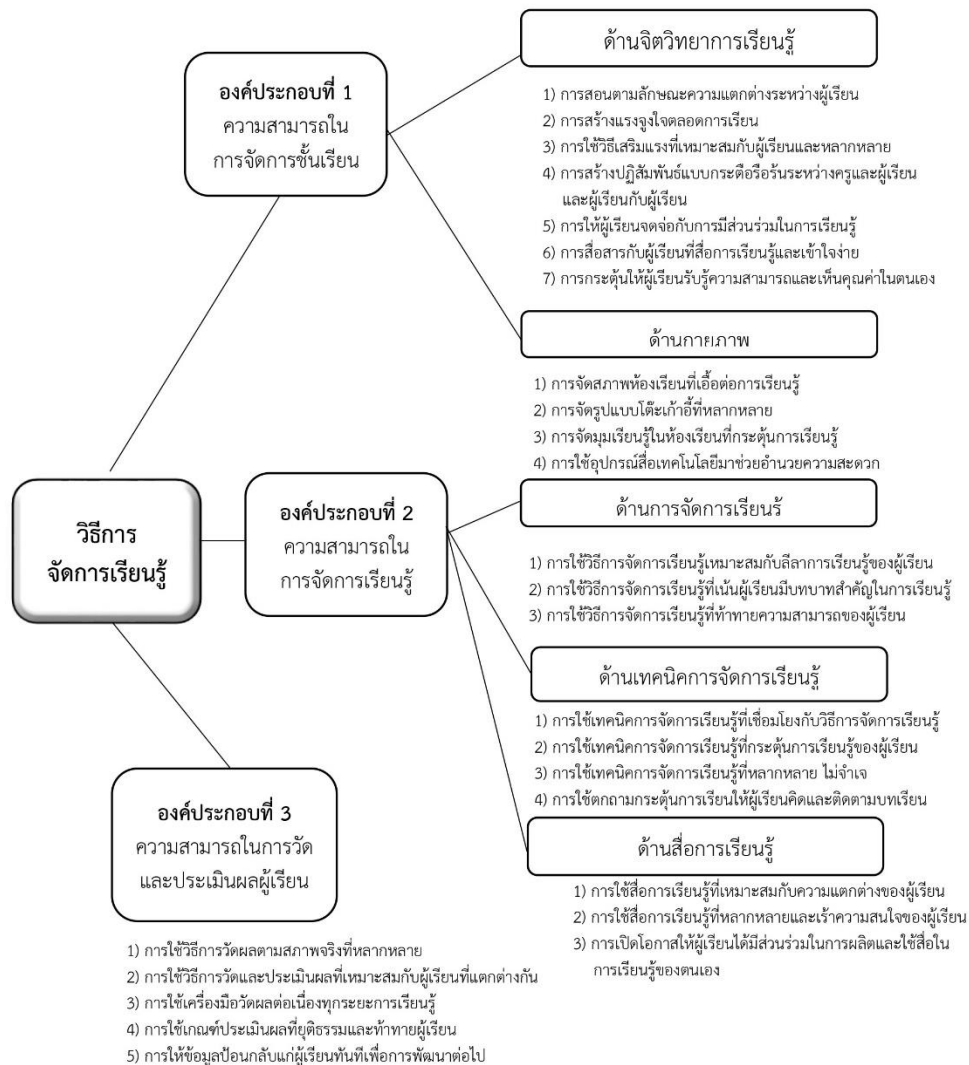 ด้านจิตวิทยาการเรียนรู้
องค์ประกอบที่ 1
ความสามารถใน
การจัดการชั้นเรียน
1) การสอนตามลักษณะความแตกต่างระหว่างผู้เรียน
2) การสร้างแรงจูงใจตลอดการเรียน
3) การใช้วิธีเสริมแรงที่เหมาะสมกับผู้เรียนและหลากหลาย
4) การสร้างปฏิสัมพันธ์แบบกระตือรือร้นระหว่างครูและผู้เรียน
และผู้เรียนกับผู้เรียน
5) การให้ผู้เรียนจดจ่อกับการมีส่วนร่วมในการเรียนรู้
6) การสื่อสารกับผู้เรียนที่สื่อการเรียนรู้และเข้าใจง่าย
7) การกระตุ้นให้ผู้เรียนรับรู้ความสามารถและเห็นคุณค่าในตนเอง
ด้านกายภาพ
1) การจัดสภาพห้องเรียนที่เอื้อต่อการเรียนรู้
2) การจัดรูปแบบโต๊ะเก้าอี้ที่หลากหลาย
3) การจัดมุมเรียนรู้ในห้องเรียนที่กระตุ้นการเรียนรู้
4) การใช้อุปกรณ์สื่อเทคโนโลยีมาช่วยอำนวยความสะดวก
วิธีการ
จัดการเรียนรู้
องค์ประกอบที่ 2
ความสามารถใน
การจัดการเรียนรู้
ด้านการจัดการเรียนรู้
1) การใช้วิธีการจัดการเรียนรู้เหมาะสมกับลีลาการเรียนรู้ของผู้เรียน
2) การใช้วิธีการจัดการเรียนรู้ที่เน้นผู้เรียนมีบทบาทสำคัญในการเรียนรู้
3) การใช้วิธีการจัดการเรียนรู้ที่ท้าทายความสามารถของผู้เรียน
ด้านเทคนิคการจัดการเรียนรู้
1) การใช้เทคนิคการจัดการเรียนรู้ที่เชื่อมโยงกับวิธีการจัดการเรียนรู้
2) การใช้เทคนิคการจัดการเรียนรู้ที่กระตุ้นการเรียนรู้ของผู้เรียน
3) การใช้เทคนิคการจัดการเรียนรู้ที่หลากหลาย ไม่จำเจ
4) การใช้ตกถามกระตุ้นการเรียนให้ผู้เรียนคิดและติดตามบทเรียน
ด้านสื่อการเรียนรู้
1) การใช้สื่อการเรียนรู้ที่เหมาะสมกับความแตกต่างของผู้เรียน
2) การใช้สื่อการเรียนรู้ที่หลากหลายและเร้าความสนใจของผู้เรียน
3) การเปิดโอกาสให้ผู้เรียนได้มีส่วนร่วมในการผลิตและใช้สื่อใน
การเรียนรู้ของตนเอง
องค์ประกอบที่ 3
ความสามารถในการวัด
และประเมินผลผู้เรียน
1) การใช้วิธีการวัดผลตามสภาพจริงที่หลากหลาย
2) การใช้วิธีการวัดและประเมินผลที่เหมาะสมกับผู้เรียนที่แตกต่างกัน
3) การใช้เครื่องมือวัดผลต่อเนื่องทุกระยะการเรียนรู้
4) การใช้เกณฑ์ประเมินผลที่ยุติธรรมและท้าทายผู้เรียน
5) การให้ข้อมูลป้อนกลับแก่ผู้เรียนทันทีเพื่อการพัฒนาต่อไป